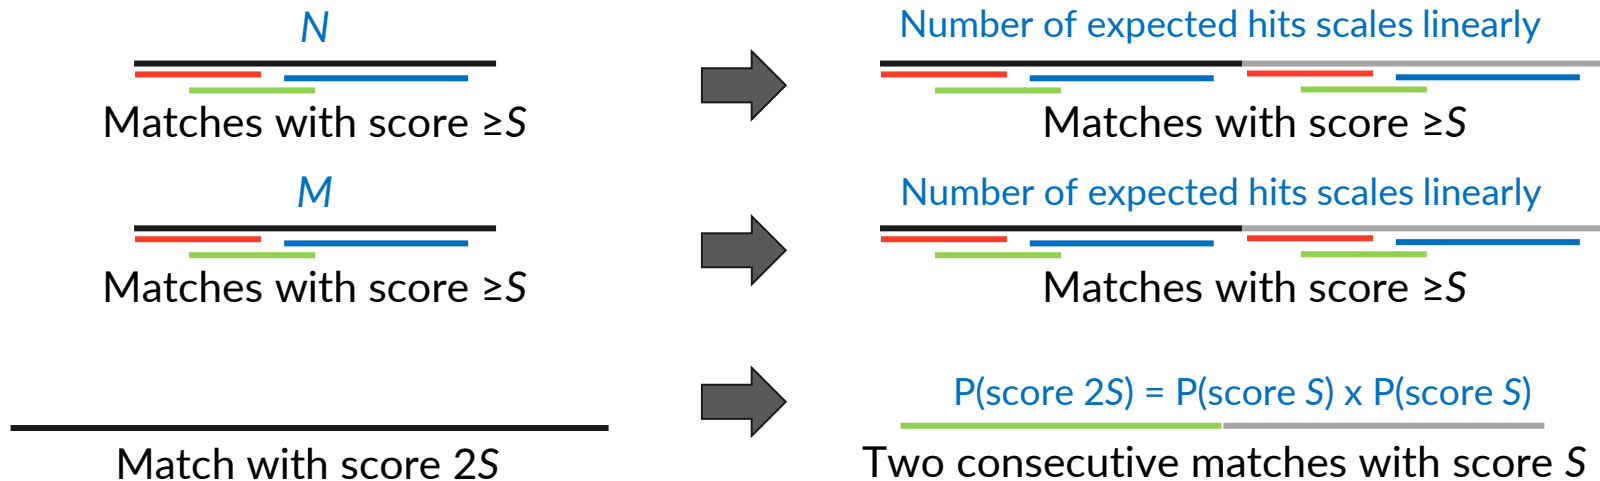 N
Number of expected hits scales linearly
Matches with score ≥S
Matches with score ≥S
M
Number of expected hits scales linearly
Matches with score ≥S
Matches with score ≥S
P(score 2S) = P(score S) x P(score S)
Match with score 2S
Two consecutive matches with score S